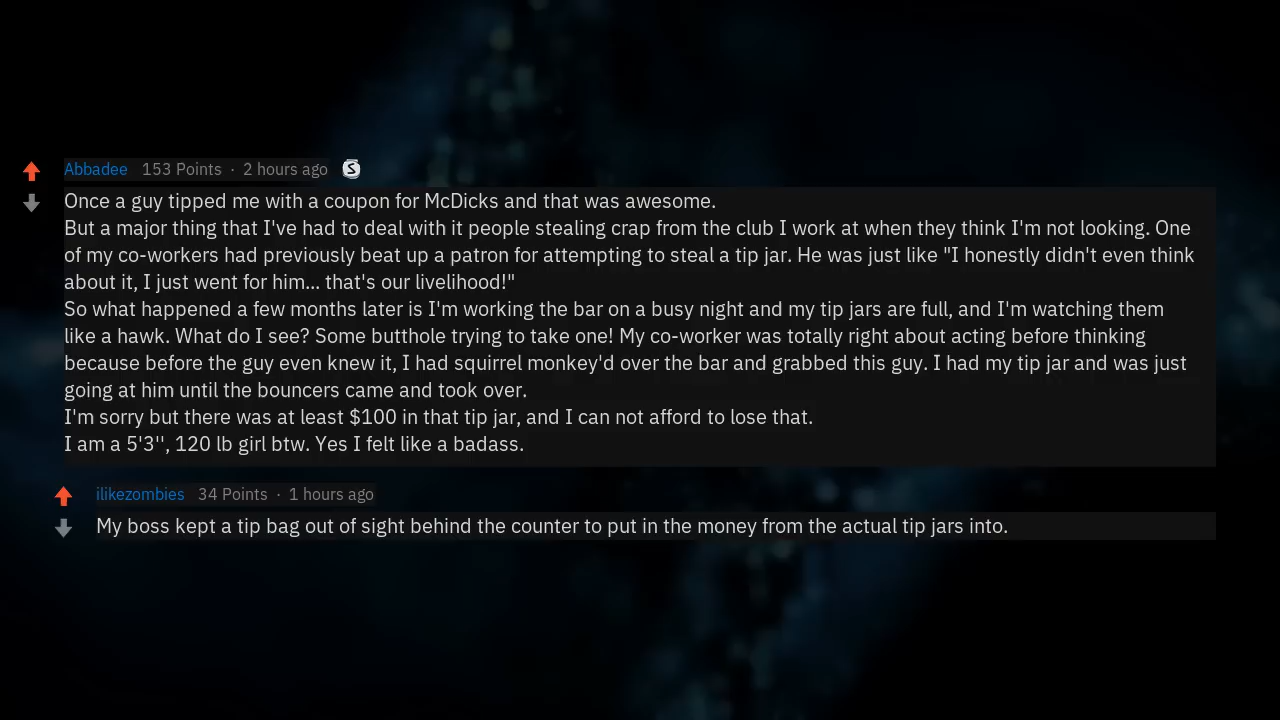 Abbadee 153 Points · 2 hours ago S
Once a guy tipped me with a coupon for McDicks and that was awesome.
But a major thing that I've had to deal with it people stealing crap from the club I work at when they think I'm not looking. One
of my co-workers had previously beat up a patron for attempting to steal a tip jar. He was just like "I honestly didn't even think
about it, I just went for him... that's our livelihood!"
So what happened a few months later is I'm working the bar on a busy night and my tip jars are full, and I'm watching them
like a hawk. What do I see? Some butthole trying to take one! My co-worker was totally right about acting before thinking
because before the guy even knew it, I had squirrel monkey'd over the bar and grabbed this guy. I had my tip jar and was just
going at him until the bouncers came and took over.
I'm sorry but there was at least $100 in that tip jar, and I can not afford to lose that.
I am a 5'3'', 120 lb girl btw. Yes I felt like a badass.
ilikezombies 34 Points · 1 hours ago
My boss kept a tip bag out of sight behind the counter to put in the money from the actual tip jars into.